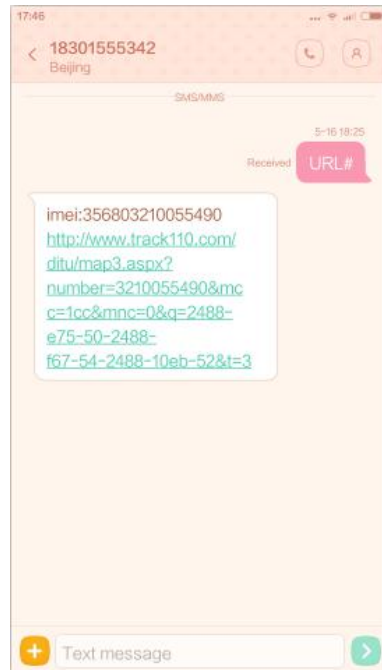 17:46
18301555342
Beijing
SMS/MMS
5-16 18:25
Received
URL#
imei:356803210055490
http://www.track110.com/
ditu/map3.aspx?
number=3210055490&mc
c=1cc&mnc=0&q=2488-
e75-50-2488-
f67-54-2488-10eb-52&t=3
Text message